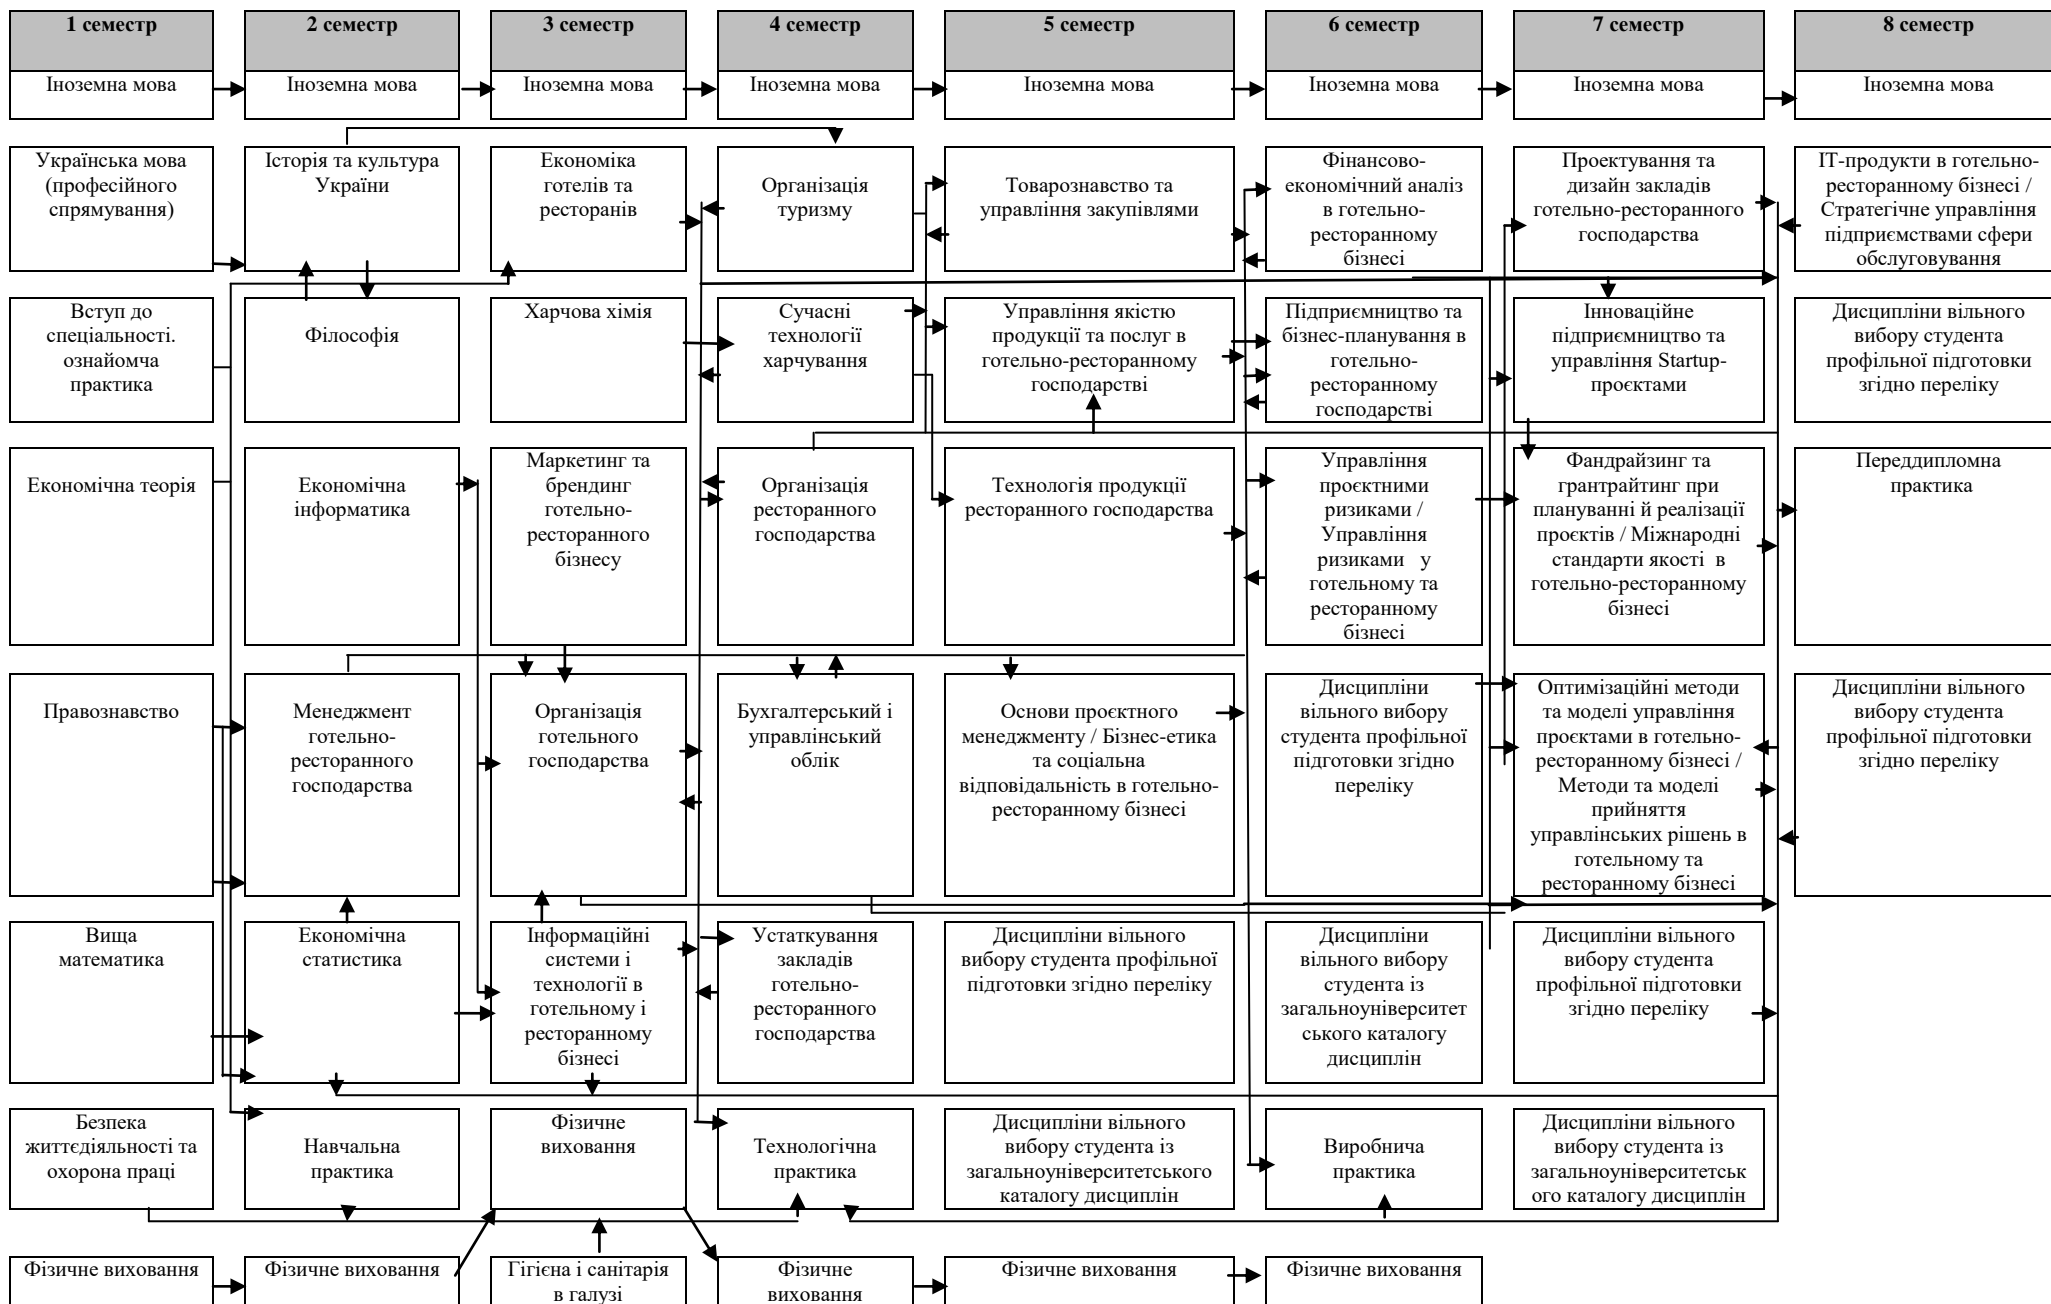 1 семестр
2 семестр
3 семестр
4 семестр
5 семестр
6 семестр
7 семестр
8 семестр
Іноземна мова
Іноземна мова
Іноземна мова
Іноземна мова
Іноземна мова
Іноземна мова
Іноземна мова
Іноземна мова
Українська мова
(професійного
спрямування)
Історія та культура
України
Економіка
готелів та
ресторанів
Організація
туризму
Товарознавство та
управління закупівлями
Фінансово-
економічний аналіз
в готельно-
ресторанному
бізнесі
Проектування та
дизайн закладів
готельно-ресторанного
господарства
ІТ-продукти в готельно-
ресторанному бізнесі /
Стратегічне управління
підприємствами сфери
обслуговування
Вступ до
спеціальності.
ознайомча
практика
Філософія
Харчова хімія
Сучасні
технології
харчування
Управління якістю
продукції та послуг в
готельно-ресторанному
господарстві
Підприємництво та
бізнес-планування в
готельно-
ресторанному
господарстві
Інноваційне
підприємництво та
управління Startup-
проєктами
Дисципліни вільного
вибору студента
профільної підготовки
згідно переліку
Економічна теорія
Економічна
інформатика
Маркетинг та
брендинг
готельно-
ресторанного
бізнесу
Організація
ресторанного
господарства
Технологія продукції
ресторанного господарства
Управління
проєктними
ризиками /
Управління
ризиками у
готельному та
ресторанному
бізнесі
Фандрайзинг та
грантрайтинг при
плануванні й реалізації
проєктів / Міжнародні
стандарти якості в
готельно-ресторанному
бізнесі
Переддипломна
практика
Правознавство
Менеджмент
готельно-
ресторанного
господарства
Організація
готельного
господарства
Бухгалтерський і
управлінський
облік
Основи проєктного
менеджменту / Бізнес-етика
та соціальна
відповідальність в готельно-
ресторанному бізнесі
Дисципліни
вільного вибору
студента профільної
підготовки згідно
переліку
Оптимізаційні методи
та моделі управління
проєктами в готельно-
ресторанному бізнесі /
Методи та моделі
прийняття
управлінських рішень в
готельному та
ресторанному бізнесі
Дисципліни вільного
вибору студента
профільної підготовки
згідно переліку
Вища
математика
Економічна
статистика
Інформаційні
системи і
технології в
готельному і
ресторанному
бізнесі
Устаткування
закладів
готельно-
ресторанного
господарства
Дисципліни вільного
вибору студента профільної
підготовки згідно переліку
Дисципліни
вільного вибору
студента із
загальноуніверситет
ського каталогу
дисциплін
Дисципліни вільного
вибору студента
профільної підготовки
згідно переліку
Безпека
життєдіяльності та
охорона праці
Навчальна
практика
Фізичне
виховання
Технологічна
практика
Дисципліни вільного
вибору студента із
загальноуніверситетського
каталогу дисциплін
Виробнича
практика
Дисципліни вільного
вибору студента із
загальноуніверситетськ
ого каталогу дисциплін
Фізичне виховання
Фізичне виховання
Гігієна і санітарія
в галузі
Фізичне
виховання
Фізичне виховання
Фізичне виховання